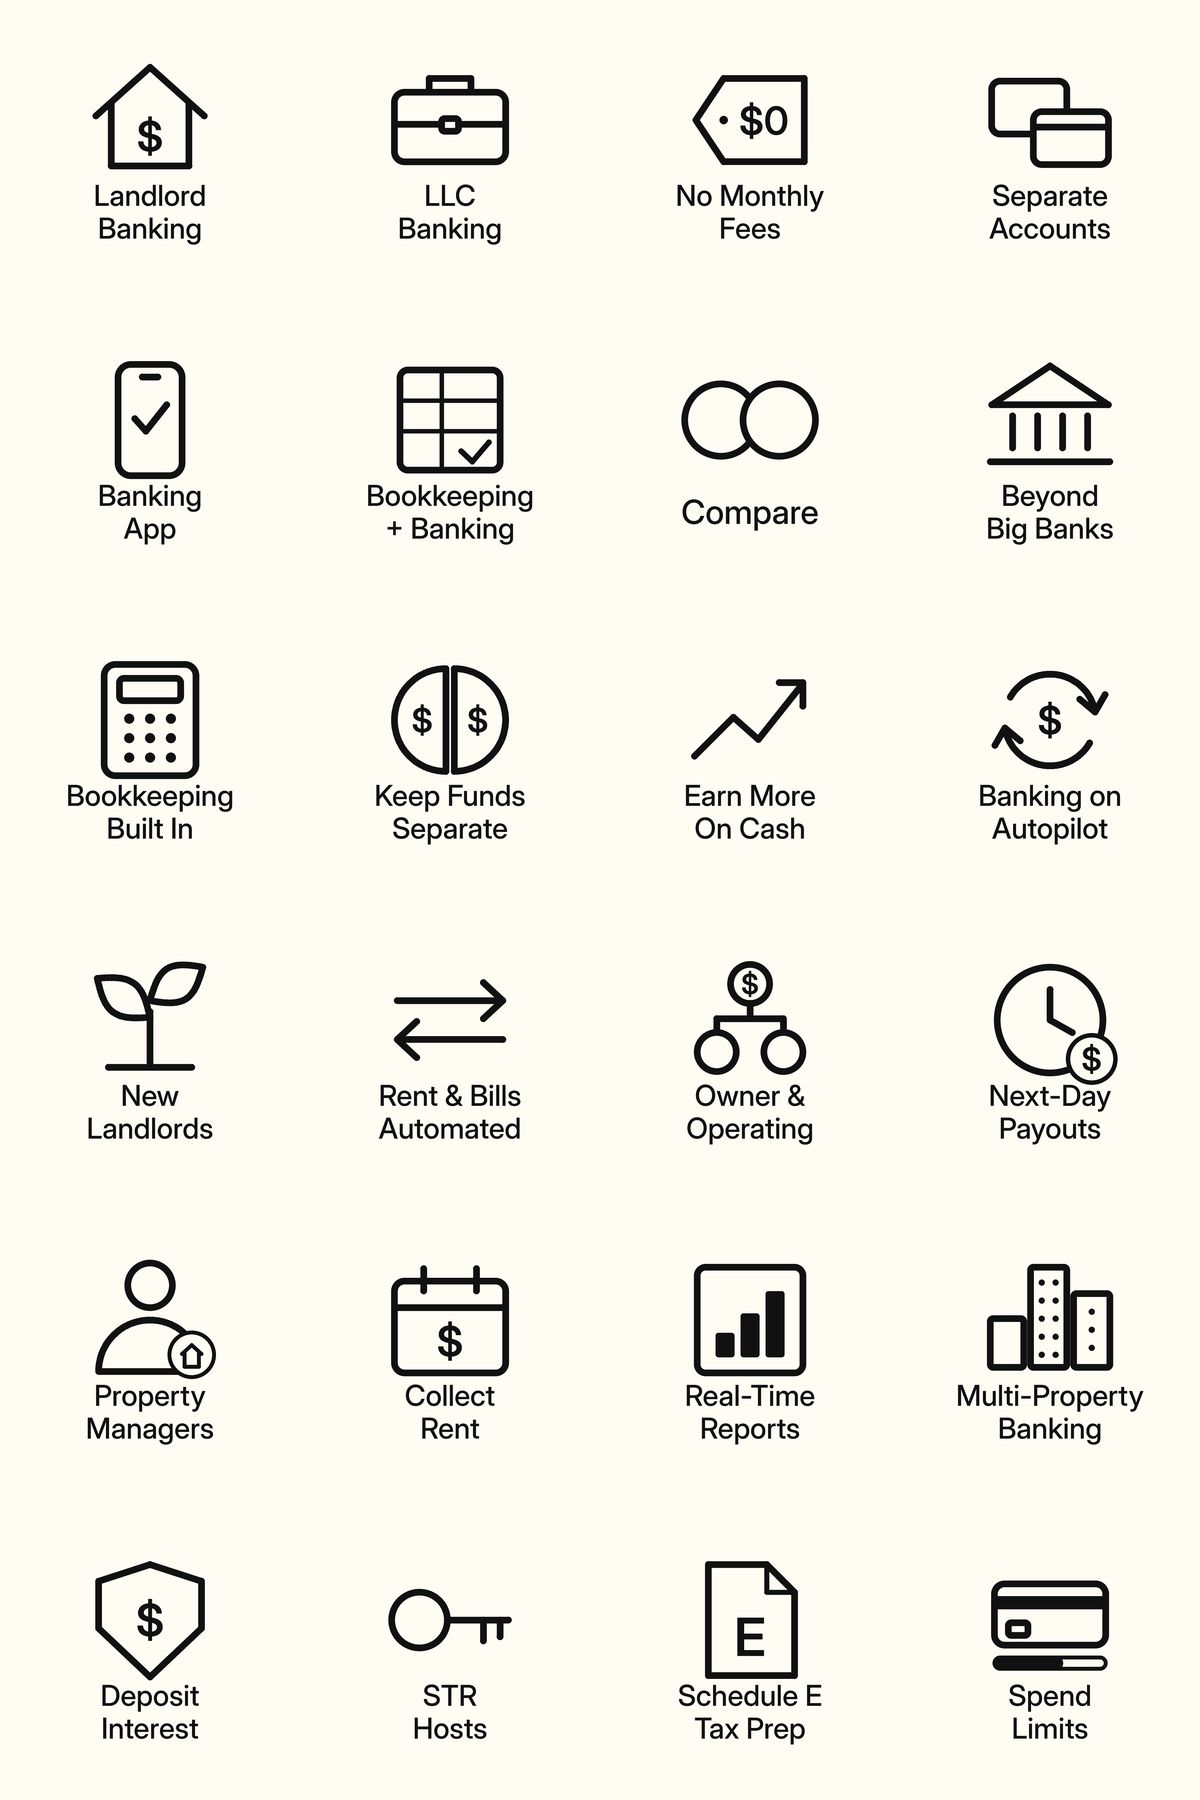 $
Landlord
Banking
LLC
Banking
$0
No Monthly
Fees
Separate
Accounts
Banking
App
Bookkeeping
+ Banking
Compare
Beyond
Big Banks
Bookkeeping
Built In
$ $
Keep Funds
Separate
Earn More
On Cash
$
Banking on
Autopilot
New
Landlords
Rent & Bills
Automated
$
Owner &
Operating
$
Next-Day
Payouts
Property
Managers
$
Collect
Rent
Real-Time
Reports
Multi-Property
Banking
$
Deposit
Interest
STR
Hosts
E
Schedule E
Tax Prep
Spend
Limits